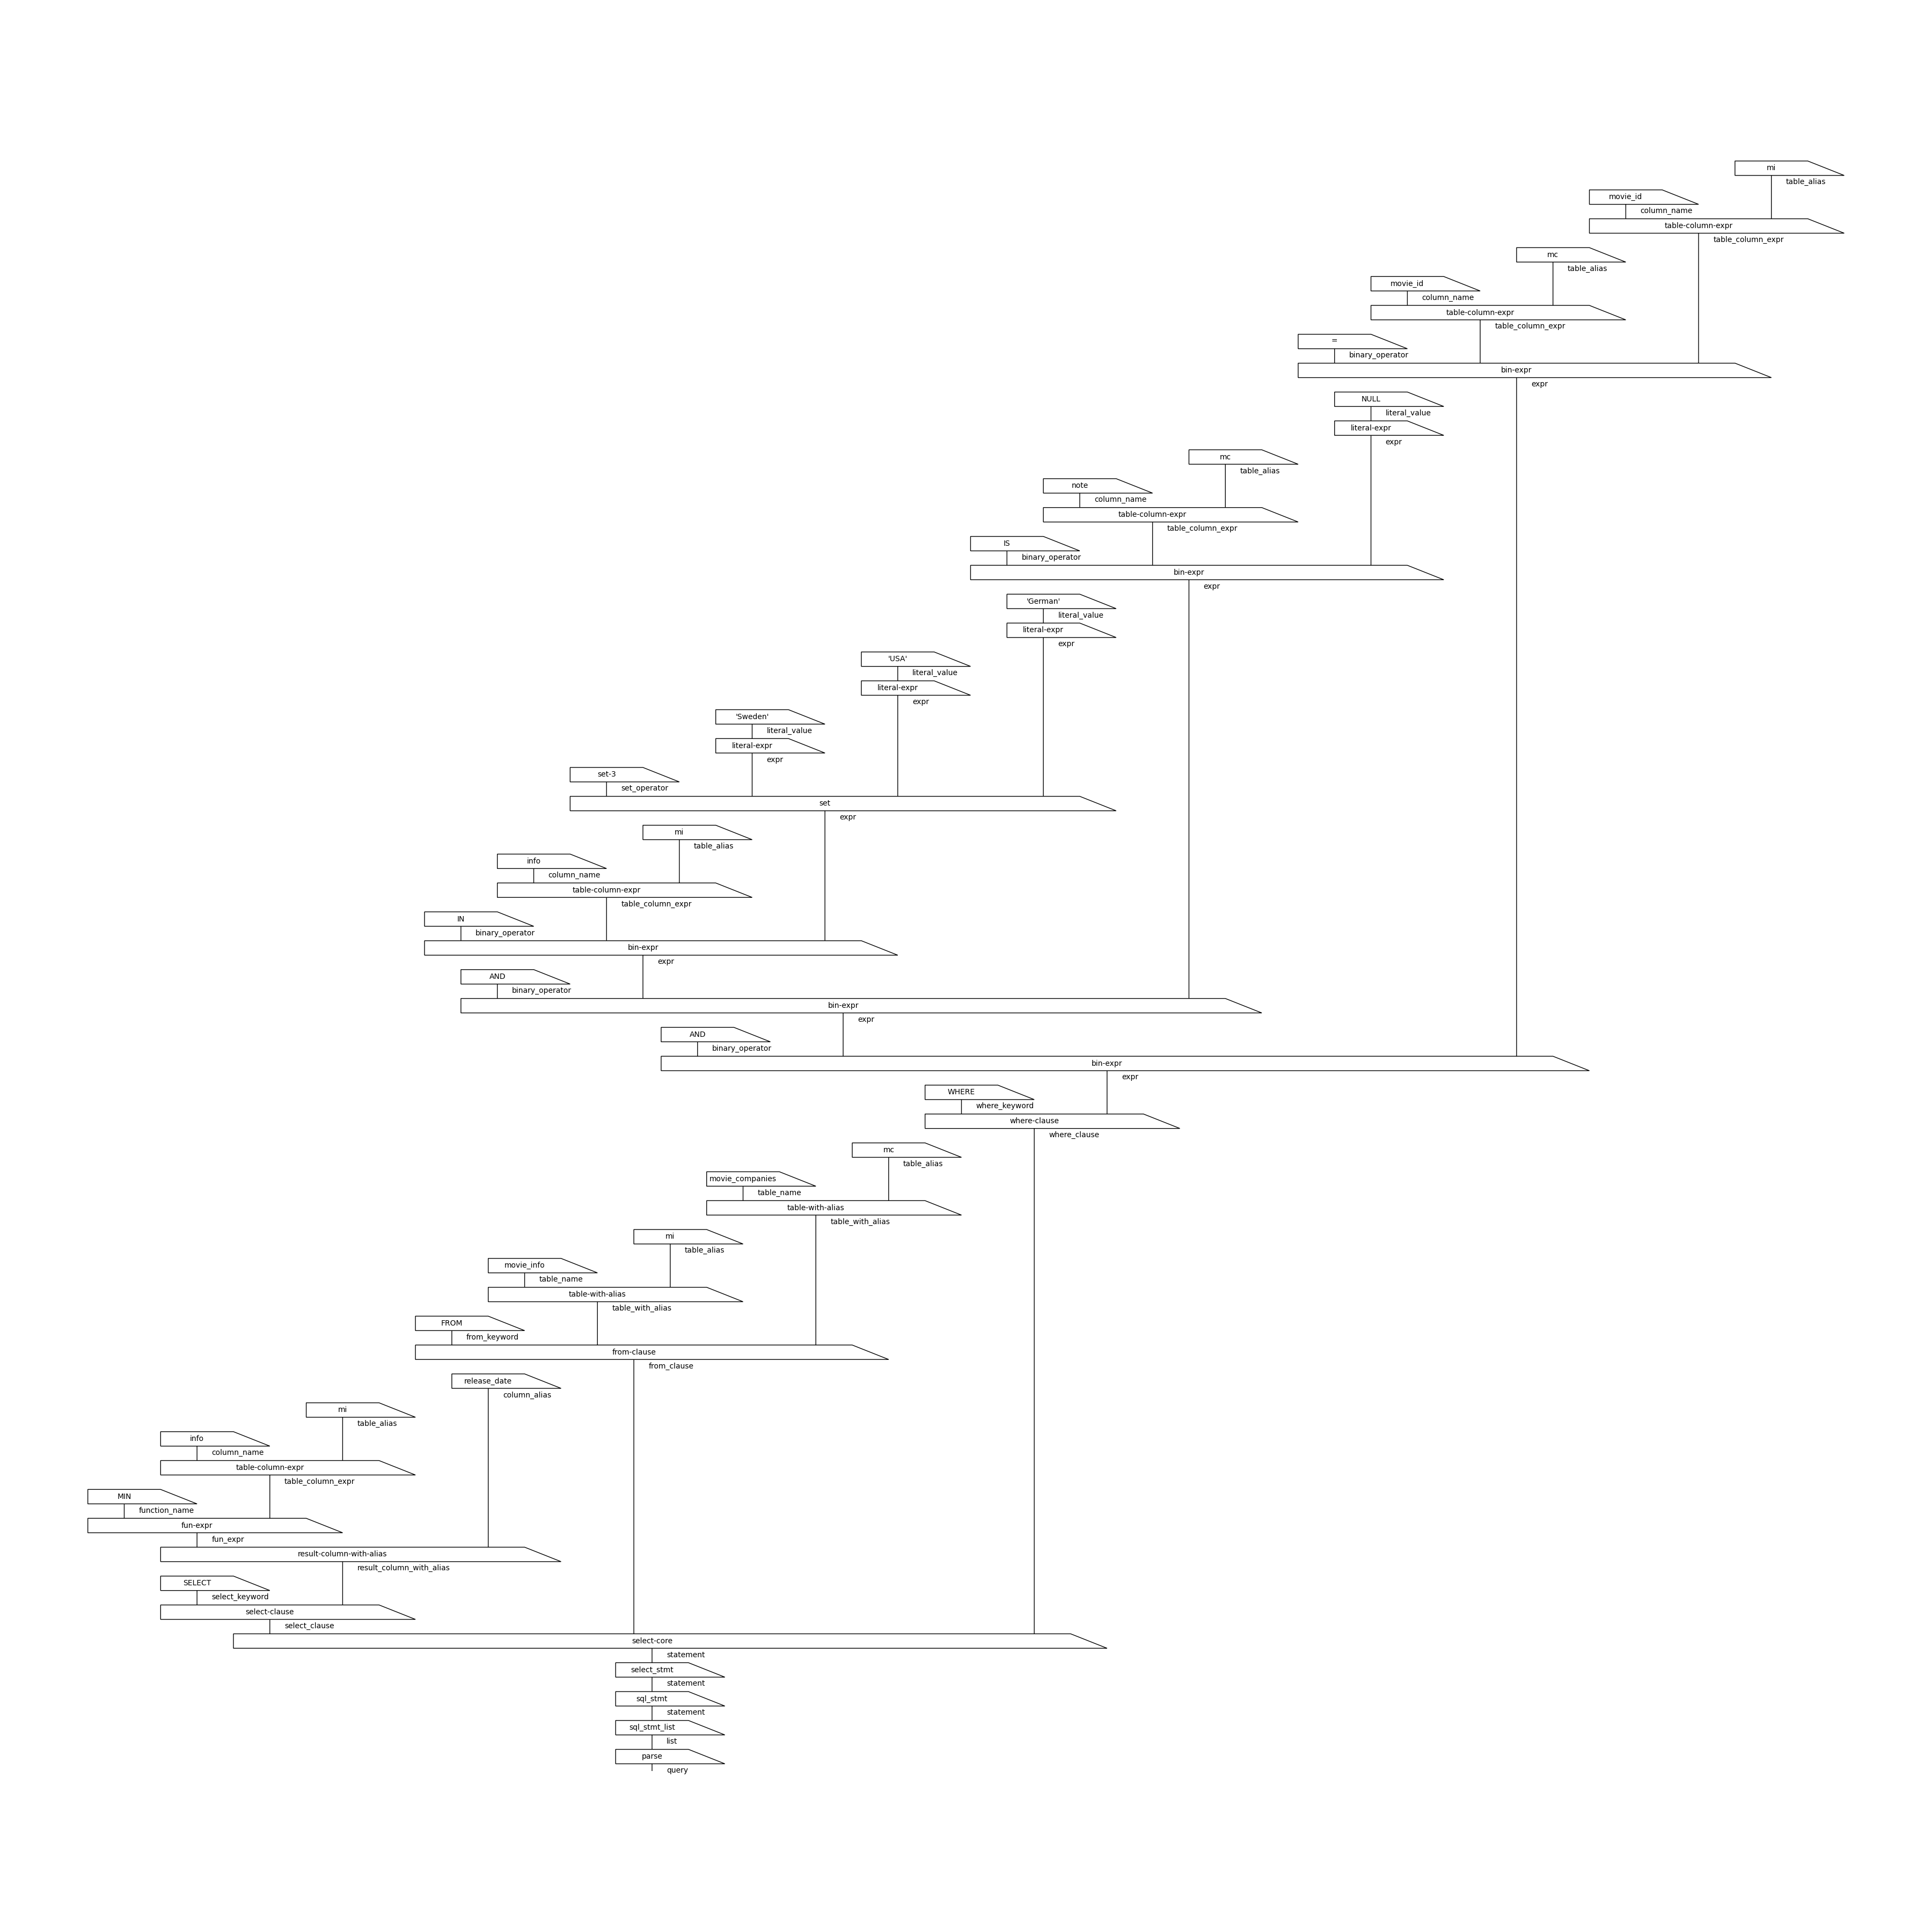 mi
table_alias
movie_id
column_name
table-column-expr
table_column_expr
mc
table_alias
movie_id
column_name
table-column-expr
table_column_expr
=
binary_operator
bin-expr
expr
NULL
literal_value
literal-expr
expr
mc
table_alias
note
column_name
table-column-expr
table_column_expr
IS
binary_operator
bin-expr
expr
'German'
literal_value
literal-expr
expr
'USA'
literal_value
literal-expr
expr
'Sweden'
literal_value
literal-expr
expr
set-3
set_operator
set
expr
mi
table_alias
info
column_name
table-column-expr
table_column_expr
IN
binary_operator
bin-expr
expr
AND
binary_operator
bin-expr
expr
AND
binary_operator
bin-expr
expr
WHERE
where_keyword
where-clause
where_clause
mc
table_alias
movie_companies
table_name
table-with-alias
table_with_alias
mi
table_alias
movie_info
table_name
table-with-alias
table_with_alias
FROM
from_keyword
from-clause
from_clause
release_date
column_alias
mi
table_alias
info
column_name
table-column-expr
table_column_expr
MIN
function_name
fun-expr
fun_expr
result-column-with-alias
result_column_with_alias
SELECT
select_keyword
select-clause
select_clause
select-core
statement
select_stmt
statement
sql_stmt
statement
sql_stmt_list
list
parse
query